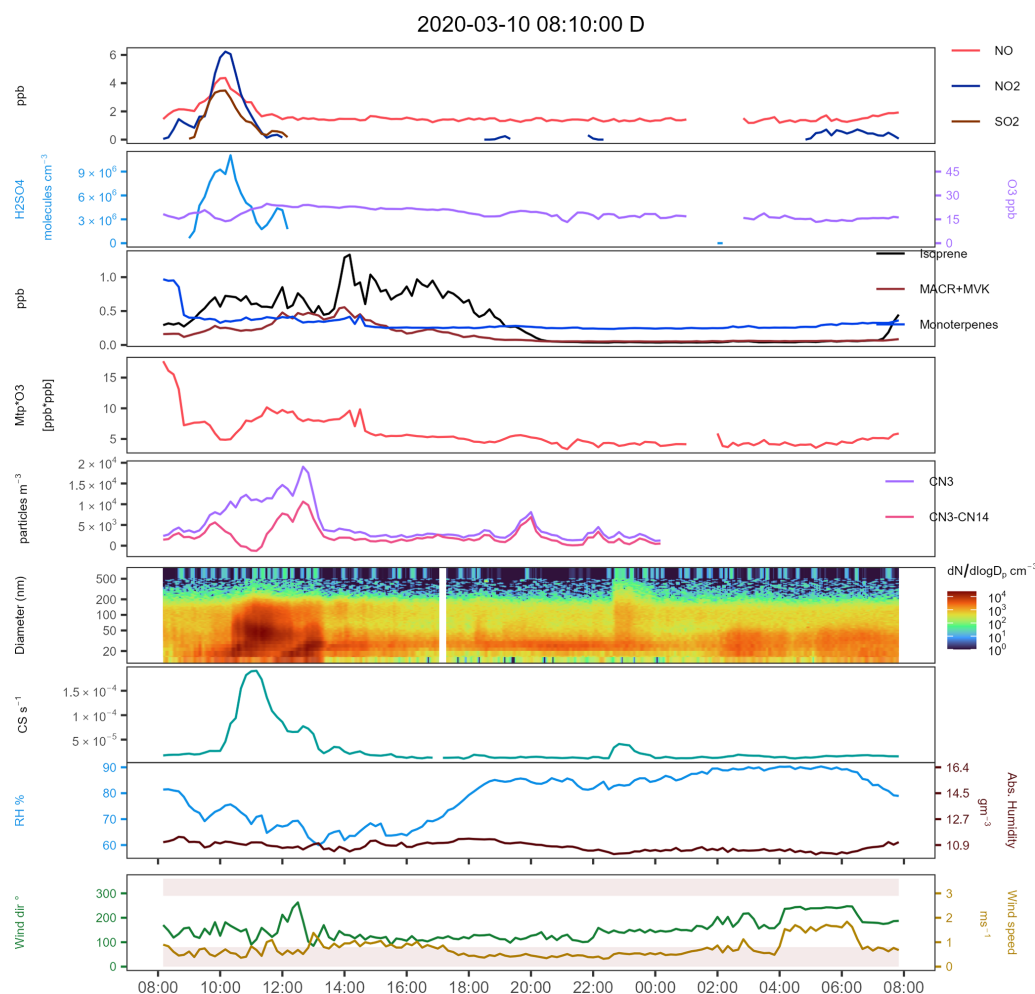 2020-03-10 08:10:00 D
ppb
6
4
2
0
NO
NO2
SO2
H2SO4
molecules cm⁻³
9 × 10⁶
6 × 10⁶
3 × 10⁶
0
45
30
15
0
O3 ppb
ppb
1.0
0.5
0.0
Isoprene
MACR+MVK
Monoterpenes
Mtp*O3
[ppb*ppb]
15
10
5
particles m⁻³
2 × 10⁴
1 × 10⁴
1 × 10⁴
5 × 10³
0
CN3
CN3-CN14
Diameter (nm)
500
200
100
50
20
dN/dlogDₚ cm⁻³
10⁴
10³
10²
10¹
10⁰
CS s⁻¹
1.5 × 10⁻⁴
1 × 10⁻⁴
5 × 10⁻⁵
RH %
90
80
70
60
16.4
14.5
12.7
10.9
Abs. Humidity
gm⁻³
Wind dir °
300
200
100
0
3
2
1
0
Wind speed
ms⁻¹
08:00 10:00 12:00 14:00 16:00 18:00 20:00 22:00 00:00 02:00 04:00 06:00 08:00